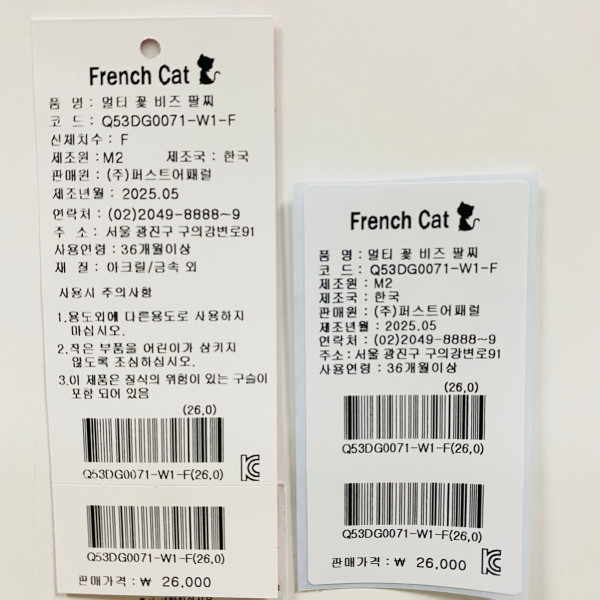 French Cat
품 명 : 멀티 꽃 비즈 팔찌
코 드 : Q53DG0071-W1-F
신체치수 : F
제조원 : M2 제조국 : 한국
판매원 : (주)퍼스트어패럴
제조년월 : 2025.05
연락처 : (02)2049-8888~9
주 소 : 서울 광진구 구의강변로91
사용연령 : 36개월이상
재 질 : 아크릴/금속 외
사용시 주의사항
1.용도외에 다른용도로 사용하지
마십시오.
2.작은 부품을 어린이가 삼키지
않도록 조심하십시오.
3.이 제품은 질식의 위험이 있는 구슬이
포함 되어 있음
(26.0)
Q53DG0071-W1-F(26.0)
Q53DG0071-W1-F(26.0)
판매가격 : ₩ 26,000
French Cat
품 명 : 멀티 꽃 비즈 팔찌
코 드 : Q53DG0071-W1-F
제조원 : M2
제조국 : 한국
판매원 : (주)퍼스트어패럴
제조년월 : 2025.05
연락처 : (02)2049-8888~9
주소 : 서울 광진구 구의강변로91
사용연령 : 36개월이상
(26.0)
Q53DG0071-W1-F(26.0)
Q53DG0071-W1-F(26.0)
판매가격 : ₩ 26,000